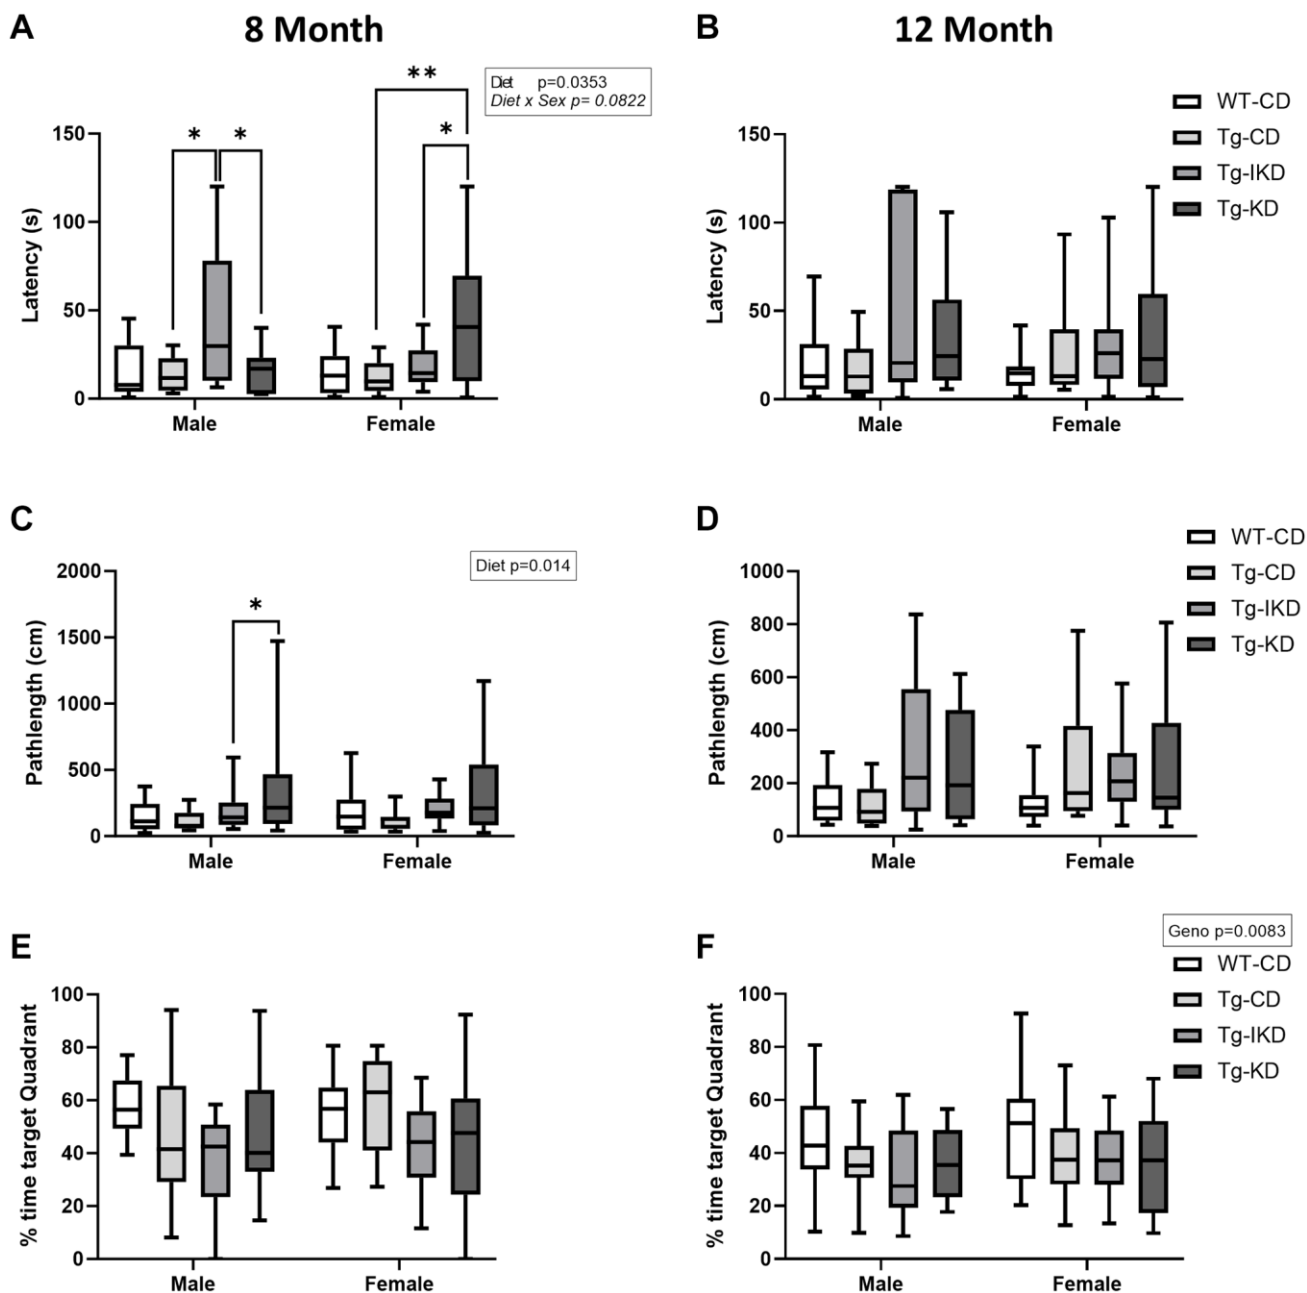 A
8 Month
B
12 Month
**
Diet p=0.0353
Diet x Sex p= 0.0822
*
*
*
Latency (s)
150
100
50
0
Male
Female
Latency (s)
150
100
50
0
Male
Female
WT-CD
Tg-CD
Tg-IKD
Tg-KD
C
Diet p=0.014
*
Pathlength (cm)
2000
1500
1000
500
0
Male
Female
D
Pathlength (cm)
1000
800
600
400
200
0
Male
Female
WT-CD
Tg-CD
Tg-IKD
Tg-KD
E
% time target Quadrant
100
80
60
40
20
0
Male
Female
F
Geno p=0.0083
% time target Quadrant
100
80
60
40
20
0
Male
Female
WT-CD
Tg-CD
Tg-IKD
Tg-KD